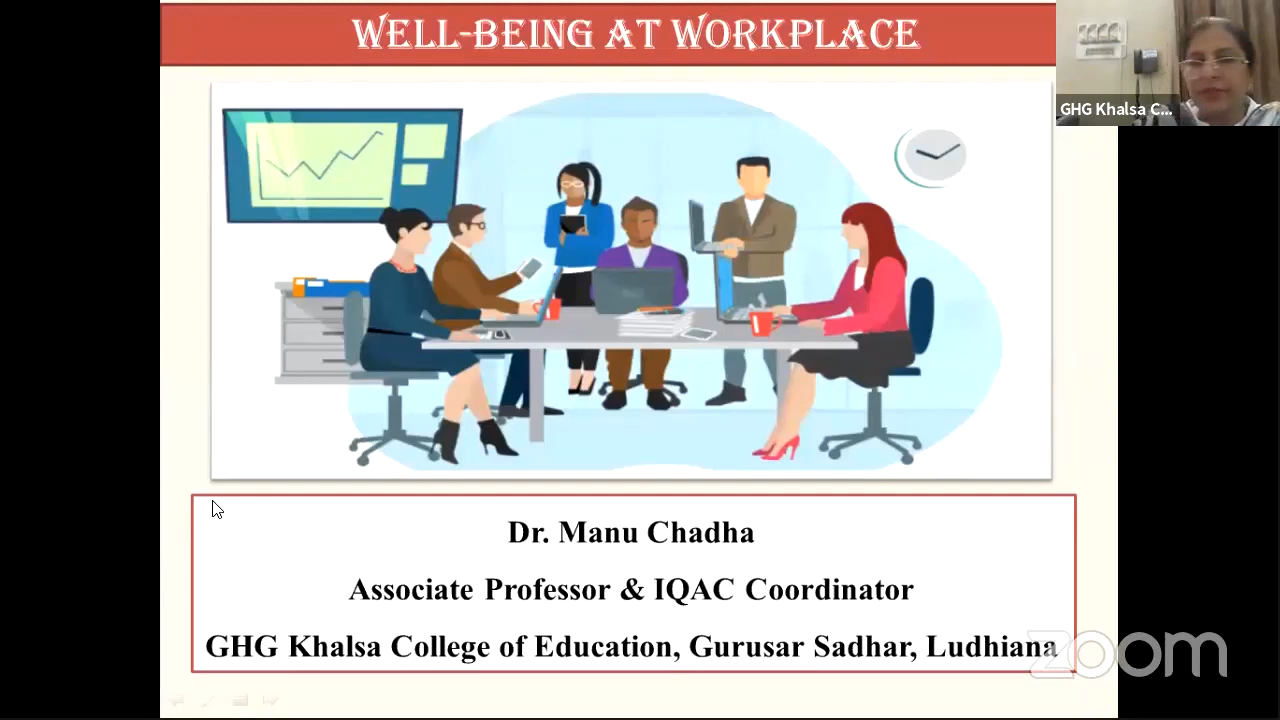 WELL-BEING AT WORKPLACE
GHG Khalsa C...
Dr. Manu Chadha
Associate Professor & IQAC Coordinator
GHG Khalsa College of Education, Gurusar Sadhar, Ludhiana
zoom